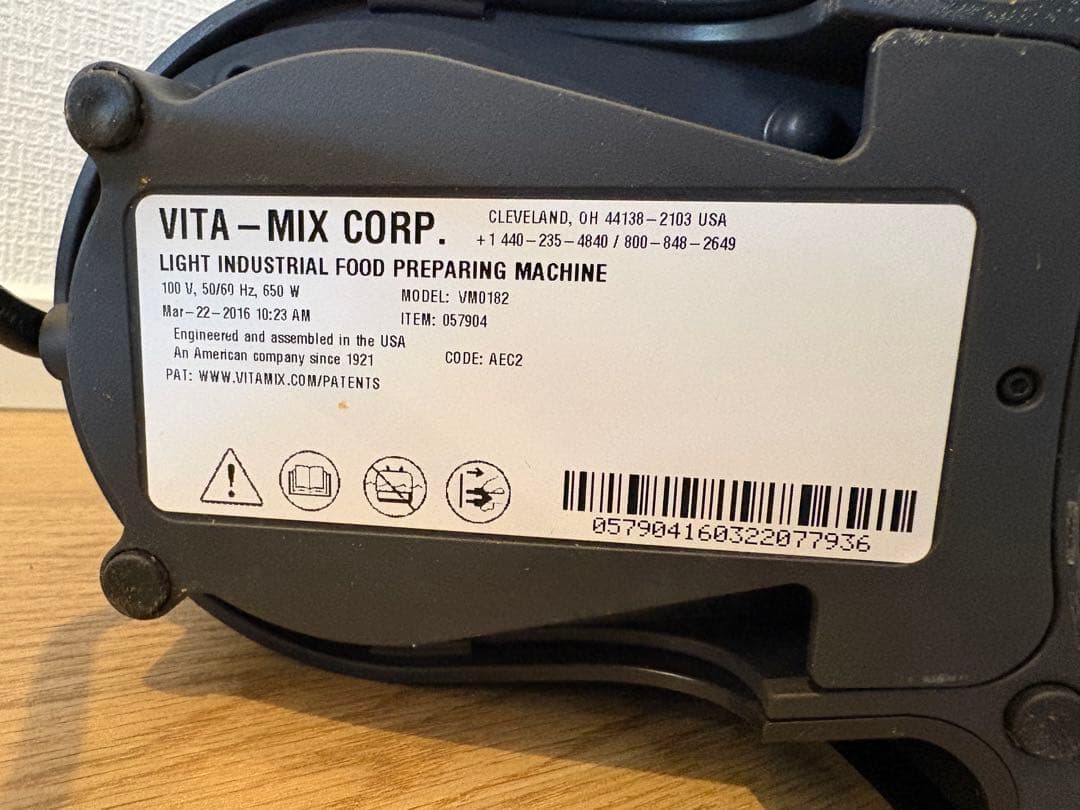 VITA–MIX CORP.
CLEVELAND, OH 44138–2103 USA
+1 440–235–4840 / 800–848–2649
LIGHT INDUSTRIAL FOOD PREPARING MACHINE
100 V, 50/60 Hz, 650 W
MODEL: VM0182
Mar–22–2016 10:23 AM
ITEM: 057904
Engineered and assembled in the USA
An American company since 1921
CODE: AEC2
PAT: WWW.VITAMIX.COM/PATENTS
057904160322077936